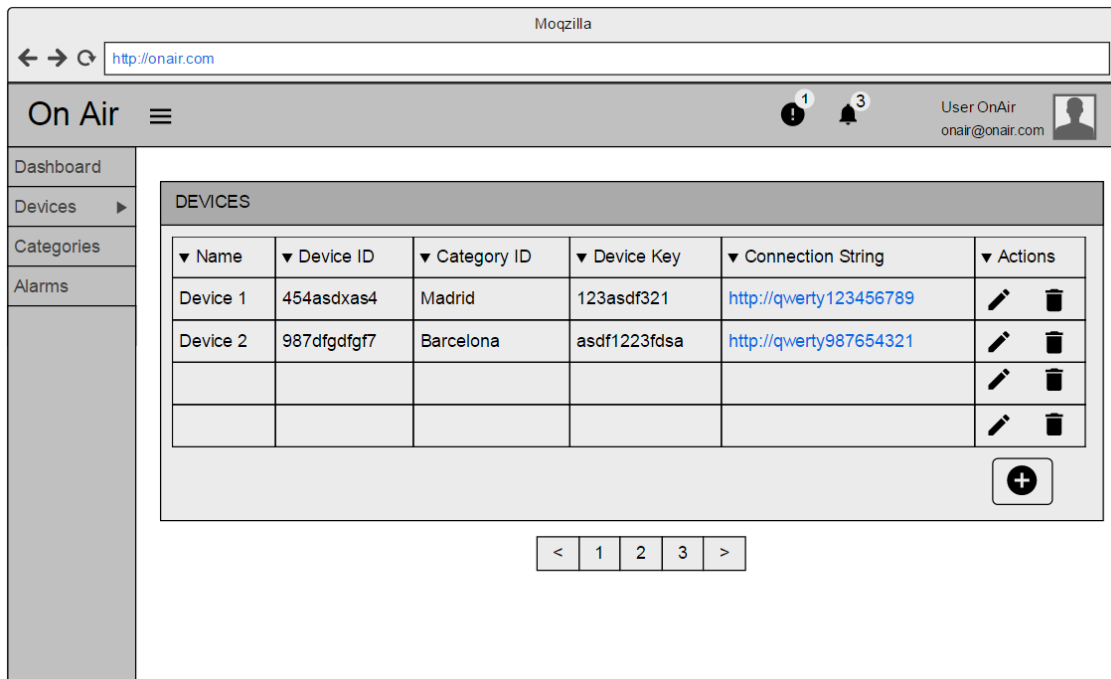 Moqzilla
http://onair.com
On Air
1
3
User OnAir
onair@onair.com
Dashboard
Devices
Categories
Alarms
DEVICES
Name Device ID Category ID Device Key Connection String Actions
Device 1 454asdxas4 Madrid 123asdf321 http://qwerty123456789
Device 2 987dfgdfgf7 Barcelona asdf1223fdsa http://qwerty987654321
< 1 2 3 >